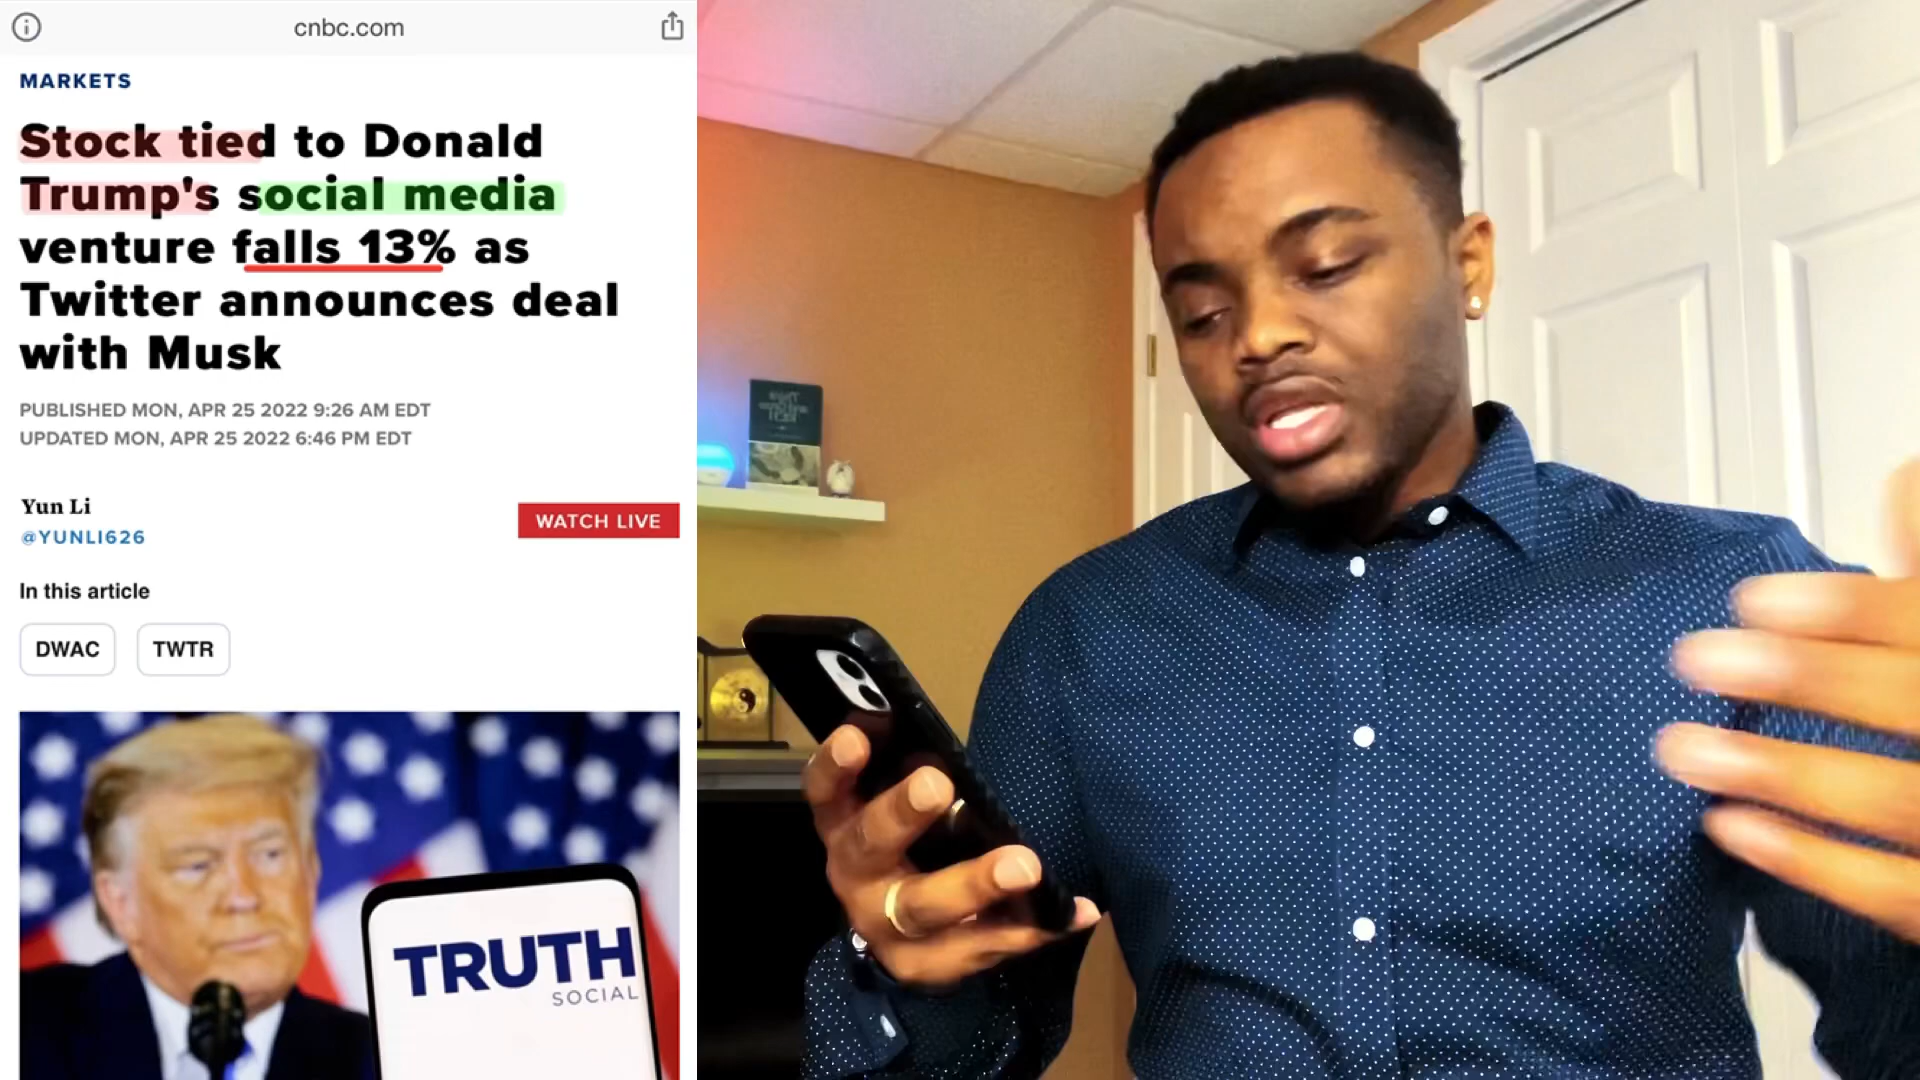 cnbc.com
MARKETS
Stock tied to Donald
Trump's social media
venture falls 13% as
Twitter announces deal
with Musk
PUBLISHED MON, APR 25 2022 9:26 AM EDT
UPDATED MON, APR 25 2022 6:46 PM EDT
Yun Li
@YUNLI626
WATCH LIVE
In this article
DWAC
TWTR
TRUTH
SOCIAL